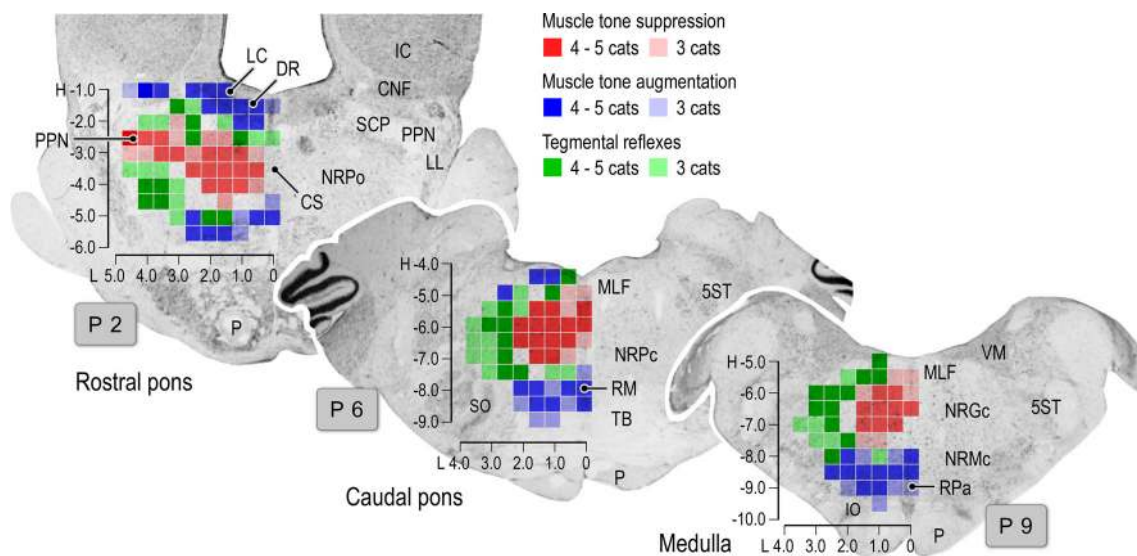 Muscle tone suppression
4 - 5 cats 3 cats
Muscle tone augmentation
4 - 5 cats 3 cats
Tegmental reflexes
4 - 5 cats 3 cats
LC
DR
IC
CNF
SCP
PPN
LL
PPN
NRPo
CS
H -1.0
-2.0
-3.0
-4.0
-5.0
-6.0
L 5.0 4.0 3.0 2.0 1.0 0
P 2
P
Rostral pons
H -4.0
-5.0
-6.0
-7.0
-8.0
-9.0
MLF
5ST
NRPc
RM
SO
TB
L 4.0 3.0 2.0 1.0 0
P
P 6
Caudal pons
H -5.0
-6.0
-7.0
-8.0
-9.0
-10.0
VM
MLF
NRGc
5ST
NRMc
RPa
IO
L 4.0 3.0 2.0 1.0 0
P
P 9
Medulla